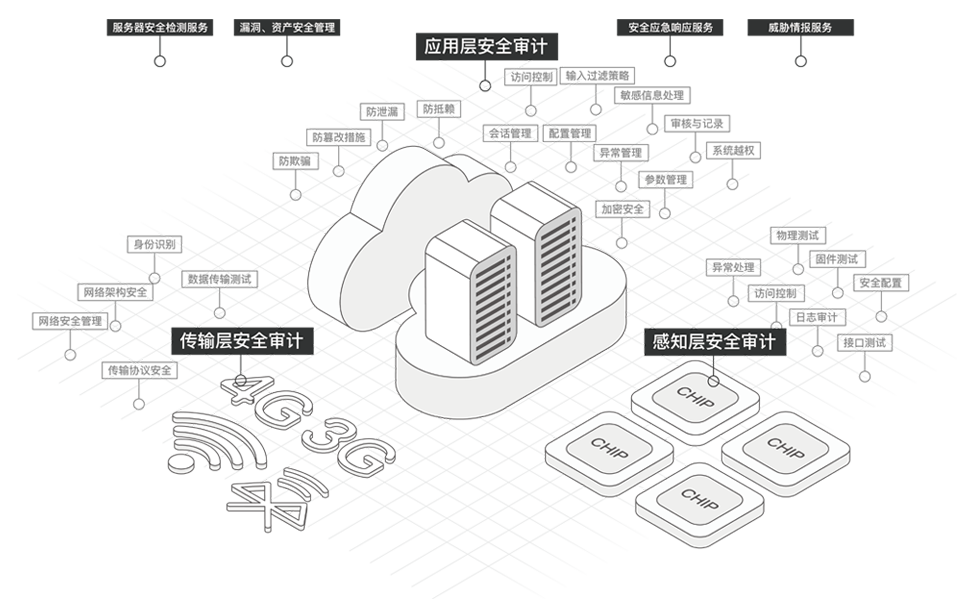 服务器安全检测服务
漏洞、资产安全管理
安全应急响应服务
威胁情报服务
应用层安全审计
访问控制
输入过滤策略
敏感信息处理
防泄漏
防抵赖
审核与记录
防篡改措施
会话管理
配置管理
系统越权
防欺骗
异常管理
参数管理
加密安全
身份识别
数据传输测试
网络架构安全
网络安全管理
传输层安全审计
传输协议安全
物理测试
异常处理
固件测试
访问控制
安全配置
日志审计
感知层安全审计
接口测试
4G
3G
CHIP
CHIP
CHIP
CHIP